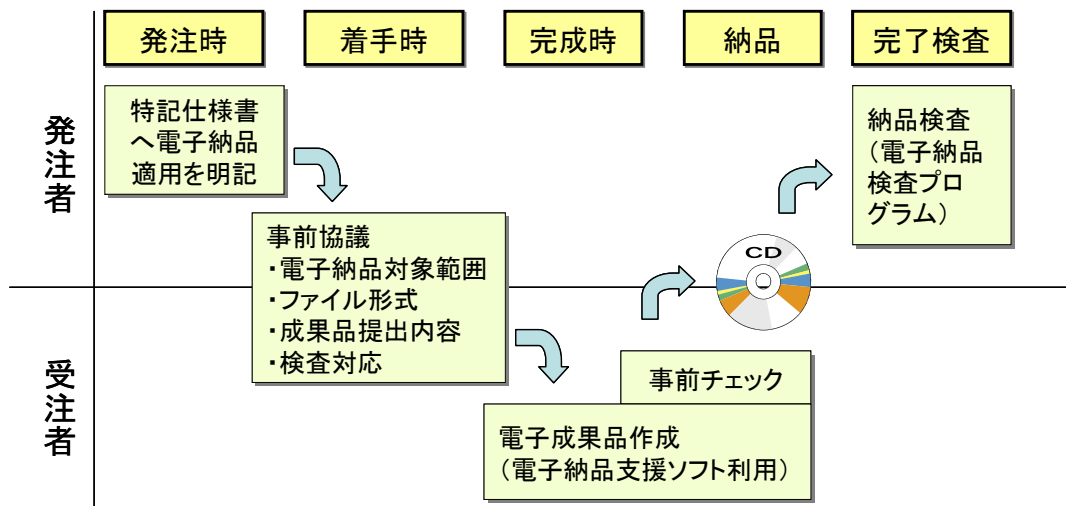 発注時
着手時
完成時
納品
完了検査
発注者
特記仕様書
へ電子納品
適用を明記
納品検査
（電子納品
検査プロ
グラム）
事前協議
・電子納品対象範囲
・ファイル形式
・成果品提出内容
・検査対応
CD
受注者
事前チェック
電子成果品作成
（電子納品支援ソフト利用）